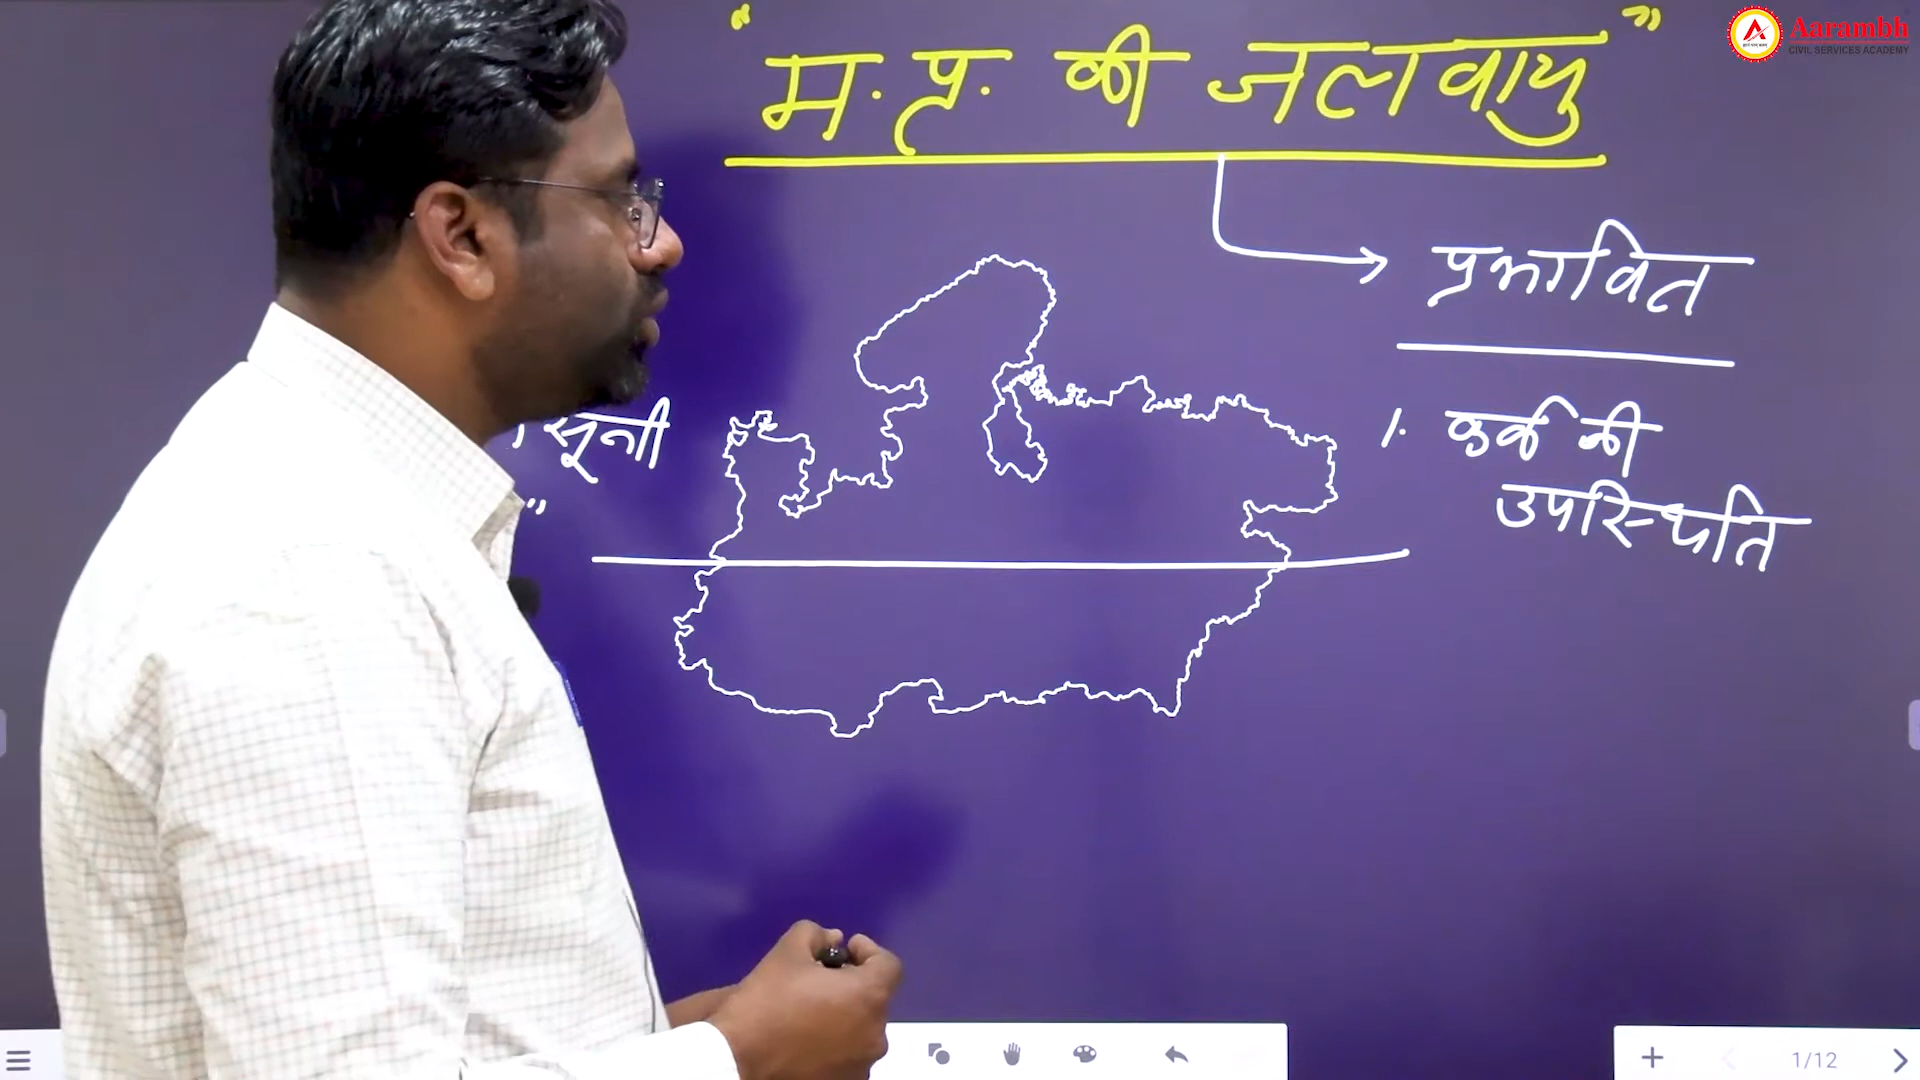 "म. प्र. की जलवायु"
Aarambh
CIVIL SERVICES ACADEMY
प्रभावित
1. कर्क की
उपस्थिति
"
1/12